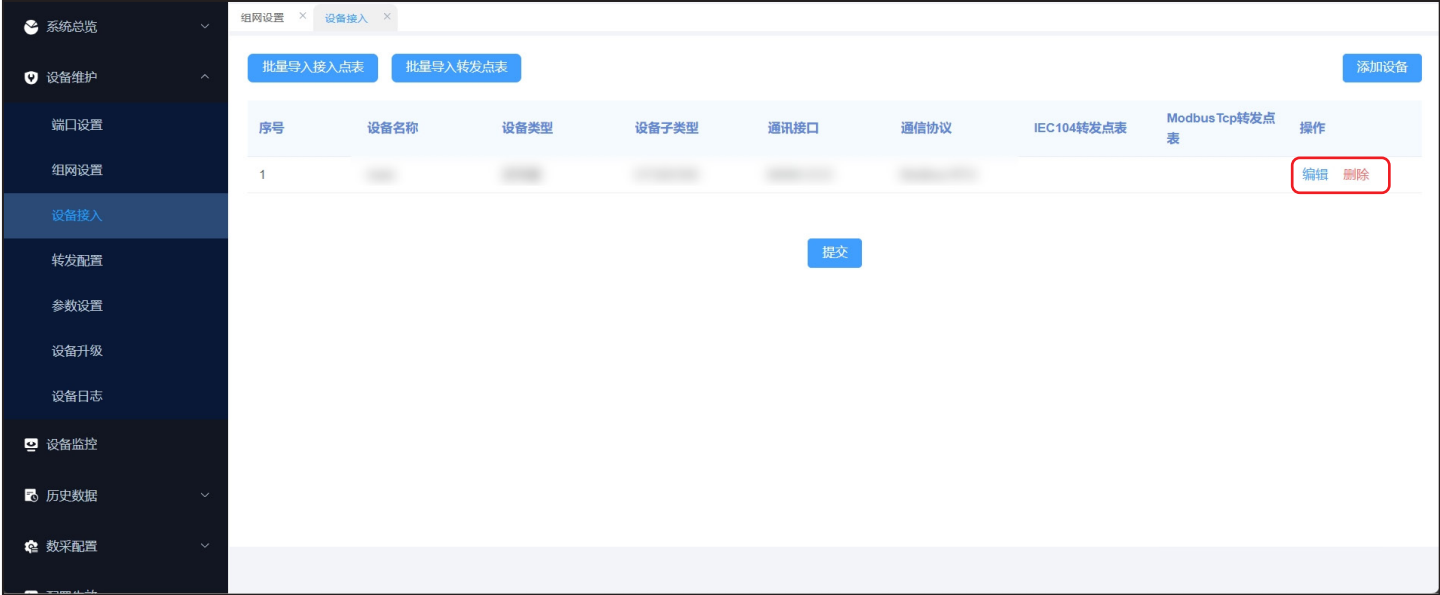 系统总览
设备维护
端口设置
组网设置
设备接入
转发配置
参数设置
设备升级
设备日志
设备监控
历史数据
数采配置
组网设置 × 设备接入 ×
批量导入接入点表 批量导入转发点表 添加设备
序号 设备名称 设备类型 设备子类型 通讯接口 通信协议 IEC104转发点表 ModbusTcp转发点
表 操作
1 编辑 删除
提交